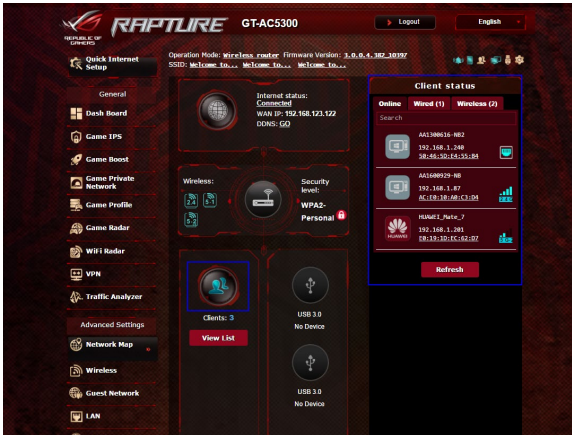 REPUBLIC OF
GAMERS
RAPTURE
GT-AC5300
Logout
English
Operation Mode: Wireless router Firmware Version: 3.0.0.4.382_10397
SSID: Welcome to... Welcome to... Welcome to...
Quick Internet
Setup
General
Dash Board
Game IPS
Game Boost
Game Private
Network
Game Profile
Game Radar
WiFi Radar
VPN
Traffic Analyzer
Advanced Settings
Network Map
Wireless
Guest Network
LAN
Internet status:
Connected
WAN IP: 192.168.123.122
DDNS: GO
Wireless:
2.4
5-1
5-2
Security
level:
WPA2-
Personal
Clients: 3
View List
USB 3.0
No Device
USB 3.0
No Device
Client status
Online Wired (1) Wireless (2)
Search
AA1300616-NB2
192.168.1.240
50:46:5D:E4:55:B4
AA1600929-NB
192.168.1.87
AC:E0:10:A0:C3:D4
2.4 G
HUAWEI
HUAWEI_Mate_7
192.168.1.201
E0:19:1D:EC:62:D7
Refresh